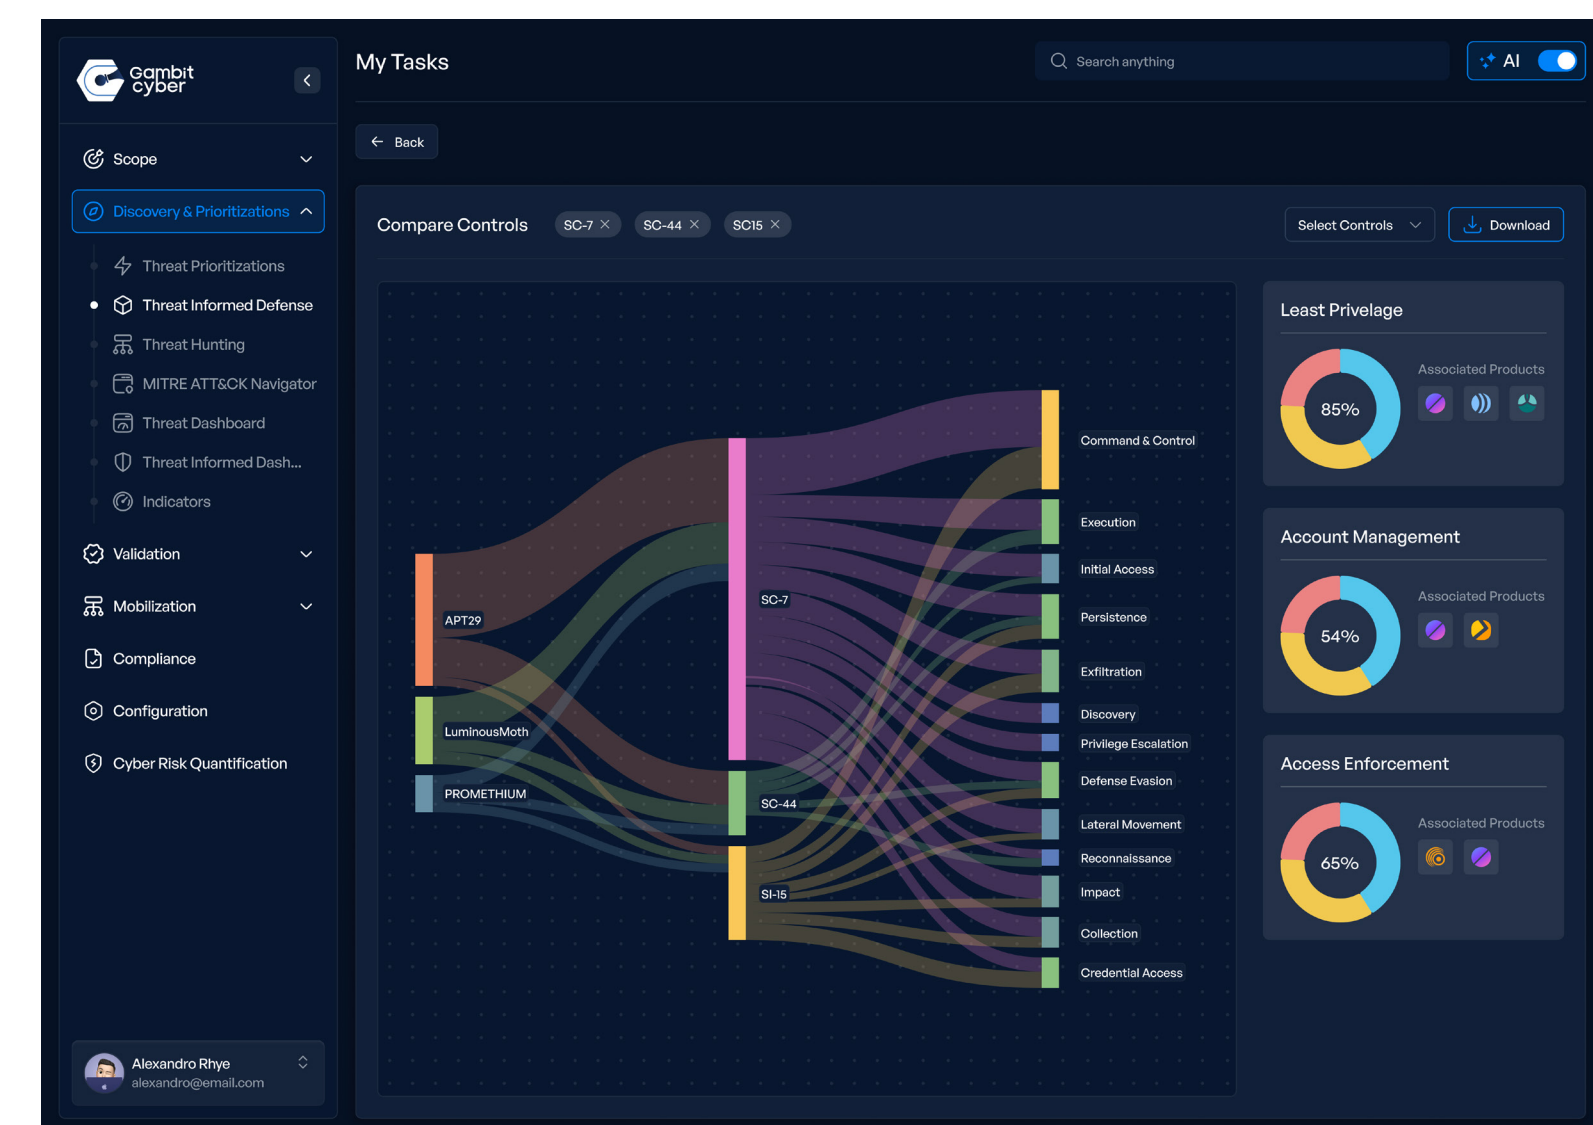 Gambit
cyber
My Tasks
Search anything
AI
Back
Scope
Discovery & Prioritizations
Threat Prioritizations
Threat Informed Defense
Threat Hunting
MITRE ATT&CK Navigator
Threat Dashboard
Threat Informed Dash...
Indicators
Validation
Mobilization
Compliance
Configuration
Cyber Risk Quantification
Alexandro Rhye
alexandro@email.com
Compare Controls
SC-7
SC-44
SC15
Select Controls
Download
APT29
LuminousMoth
PROMETHIUM
SC-7
SC-44
SI-15
Command & Control
Execution
Initial Access
Persistence
Exfiltration
Discovery
Privilege Escalation
Defense Evasion
Lateral Movement
Reconnaissance
Impact
Collection
Credential Access
Least Privelage
85%
Associated Products
Account Management
54%
Associated Products
Access Enforcement
65%
Associated Products